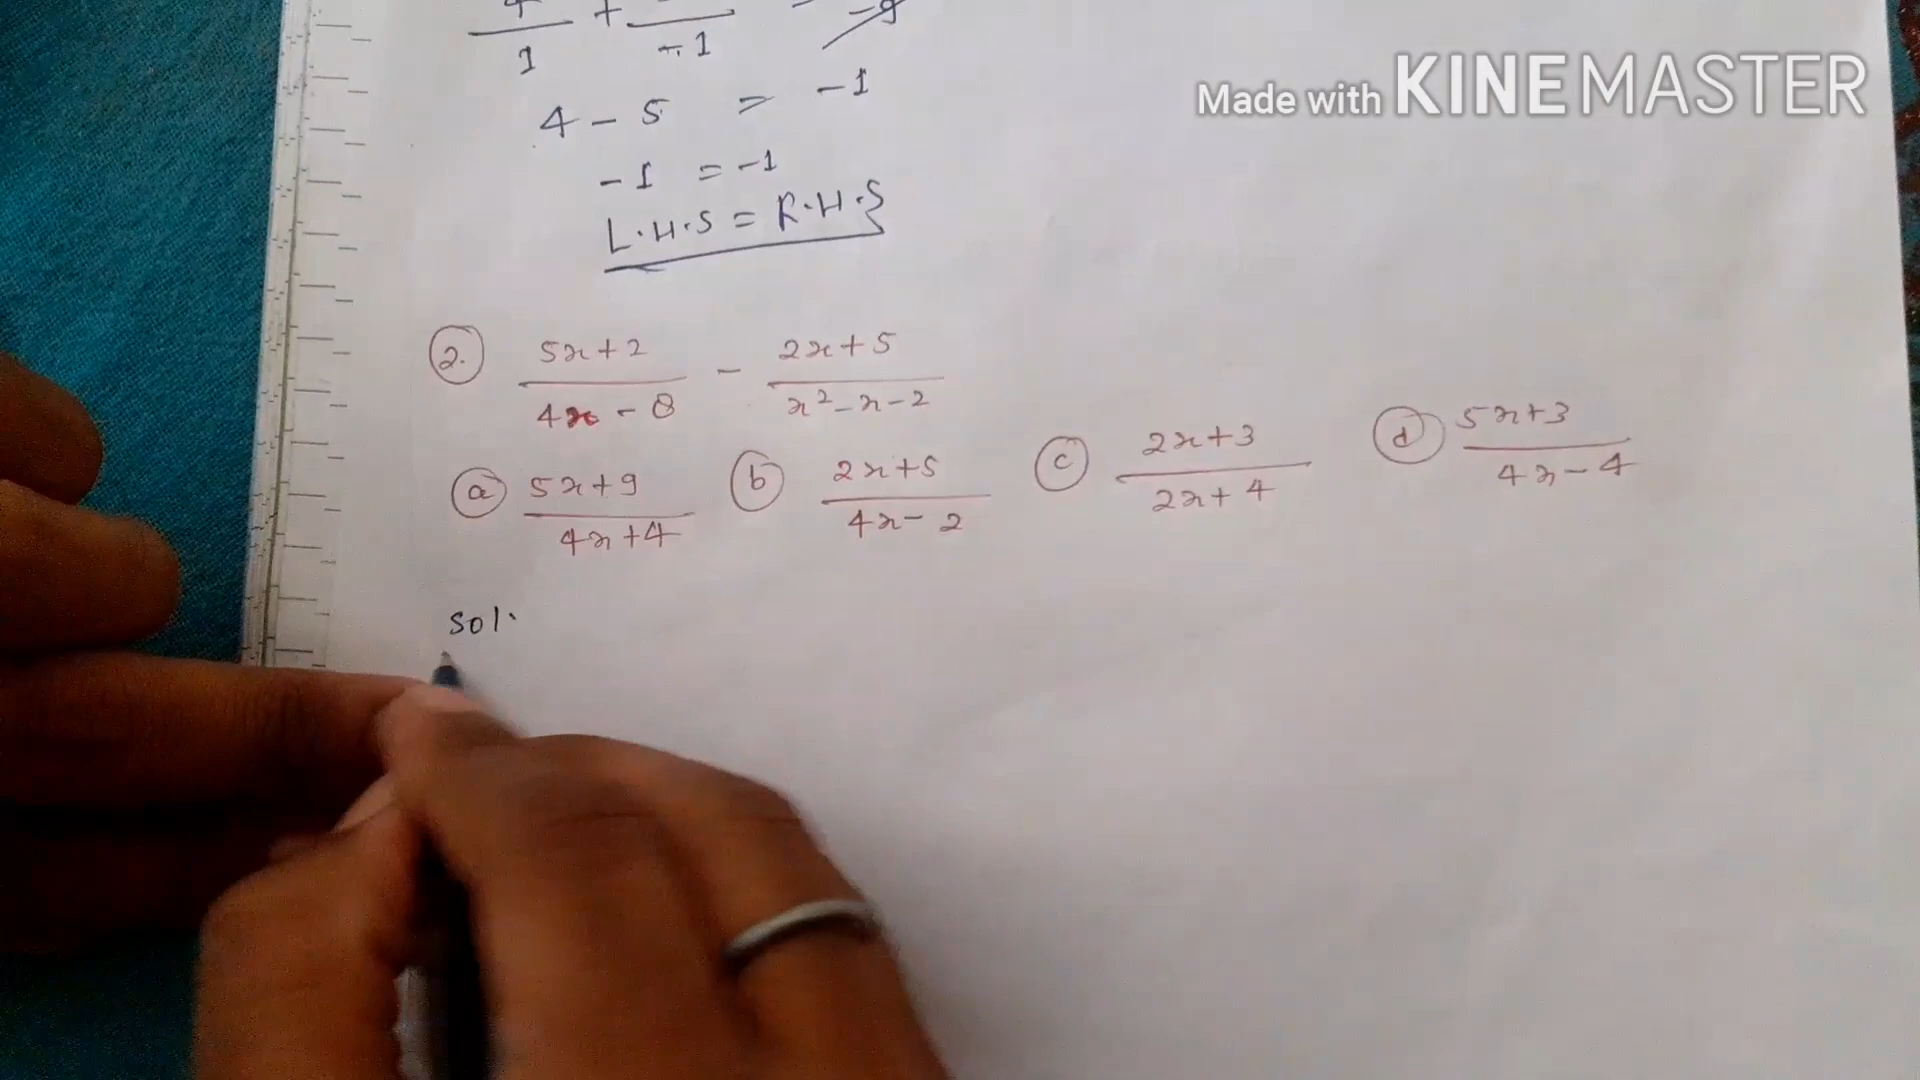 Made with KINEMASTER
1 -1
4 - 5 = -1
-1 = -1
L.H.S = R.H.S
2. 5x+2 / 4x - 8 - 2x+5 / x²-x-2
a 5x+9 / 4x+4 b 2x+5 / 4x-2 c 2x+3 / 2x+4 d 5x+3 / 4x-4
Sol.